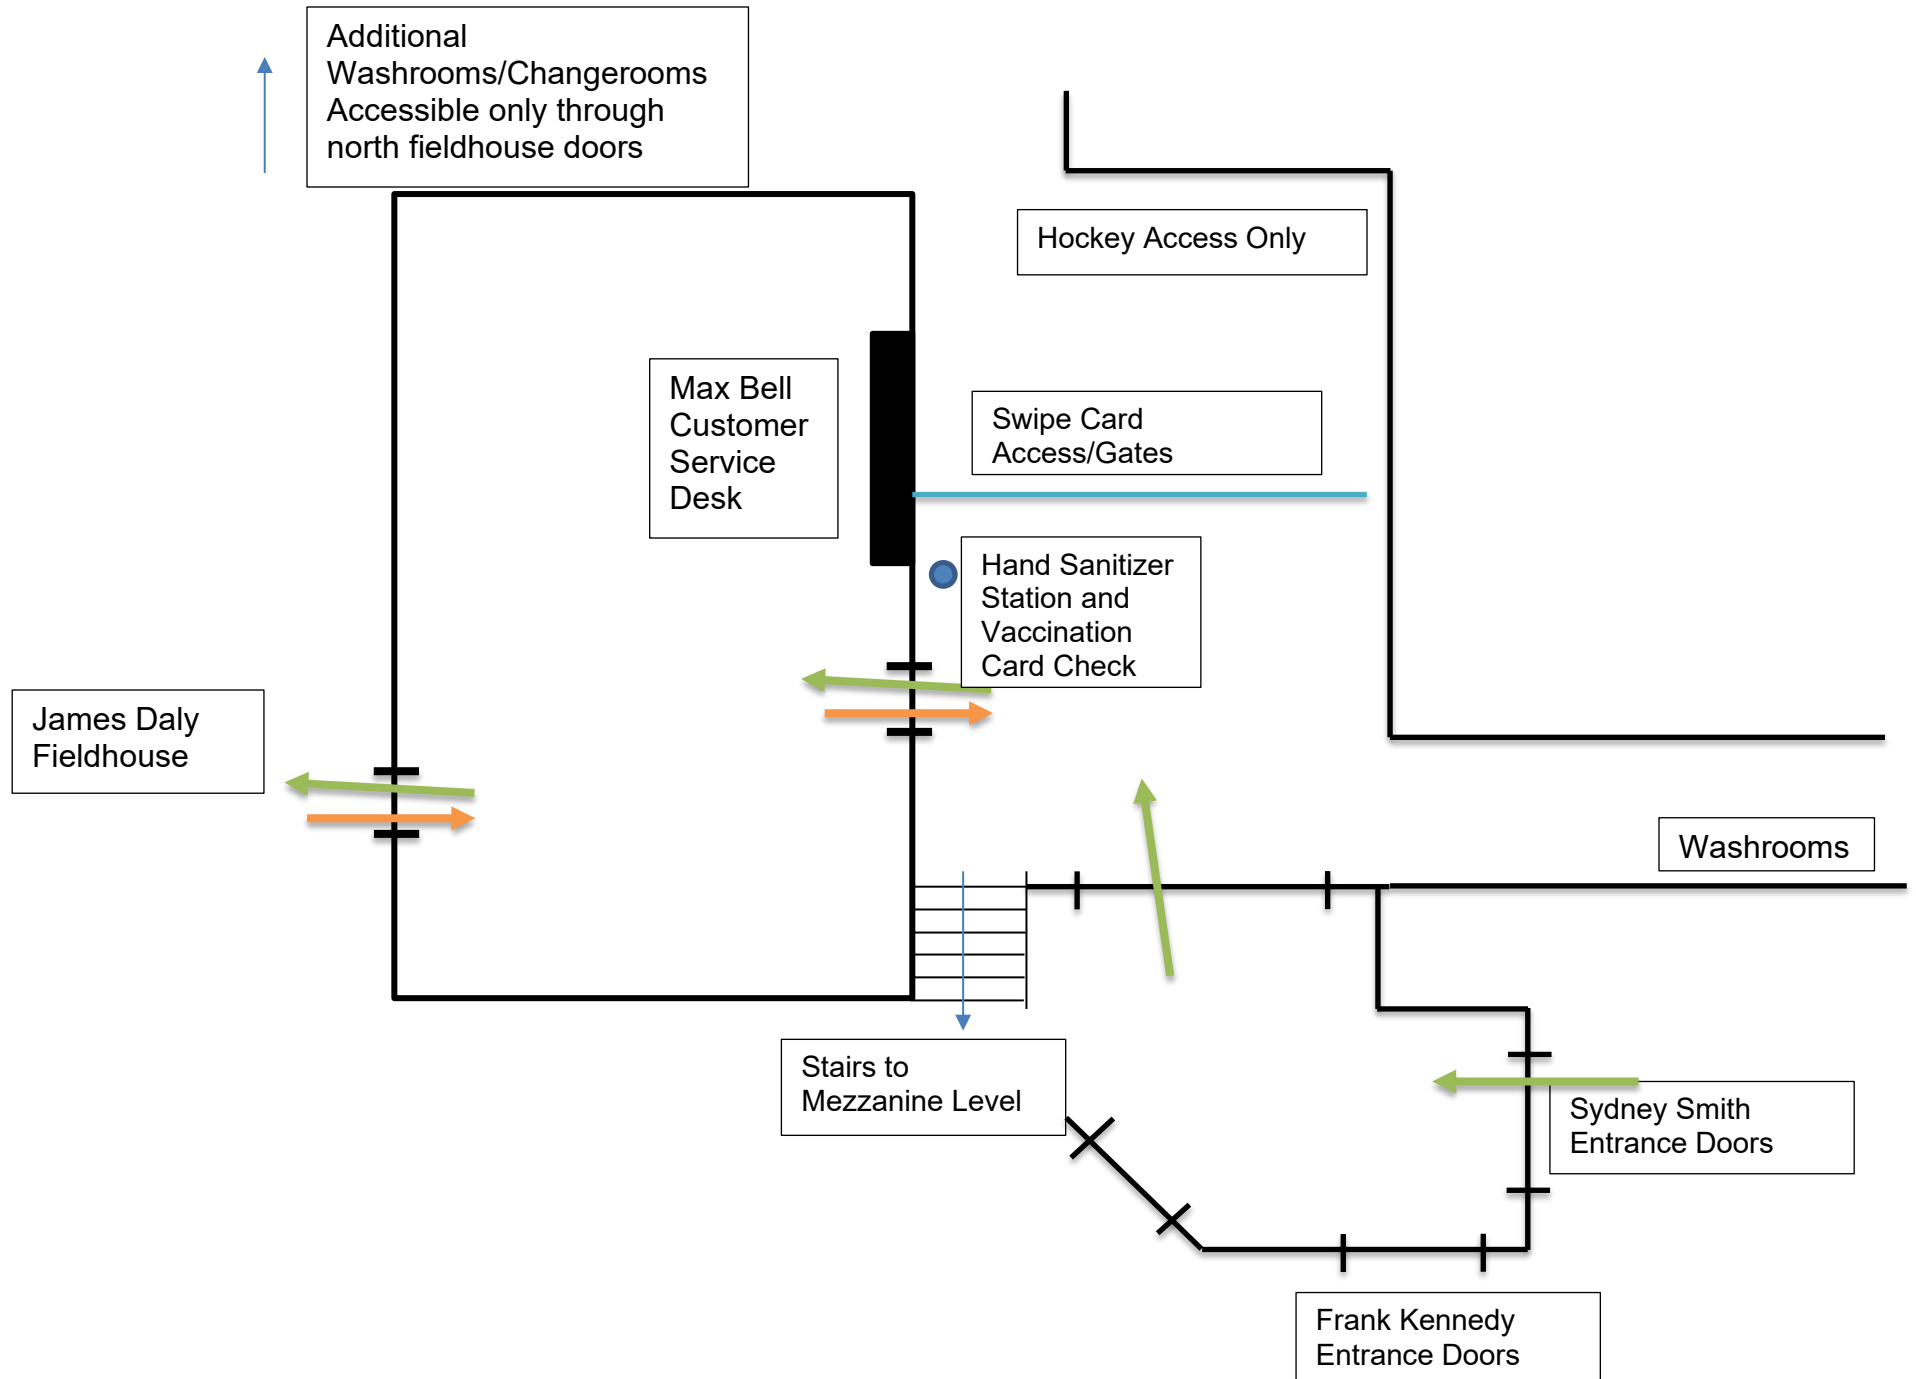 Additional
Washrooms/Changerooms
Accessible only through
north fieldhouse doors
Hockey Access Only
Max Bell
Customer
Service
Desk
Swipe Card
Access/Gates
Hand Sanitizer
Station and
Vaccination
Card Check
James Daly
Fieldhouse
Washrooms
Stairs to
Mezzanine Level
Sydney Smith
Entrance Doors
Frank Kennedy
Entrance Doors